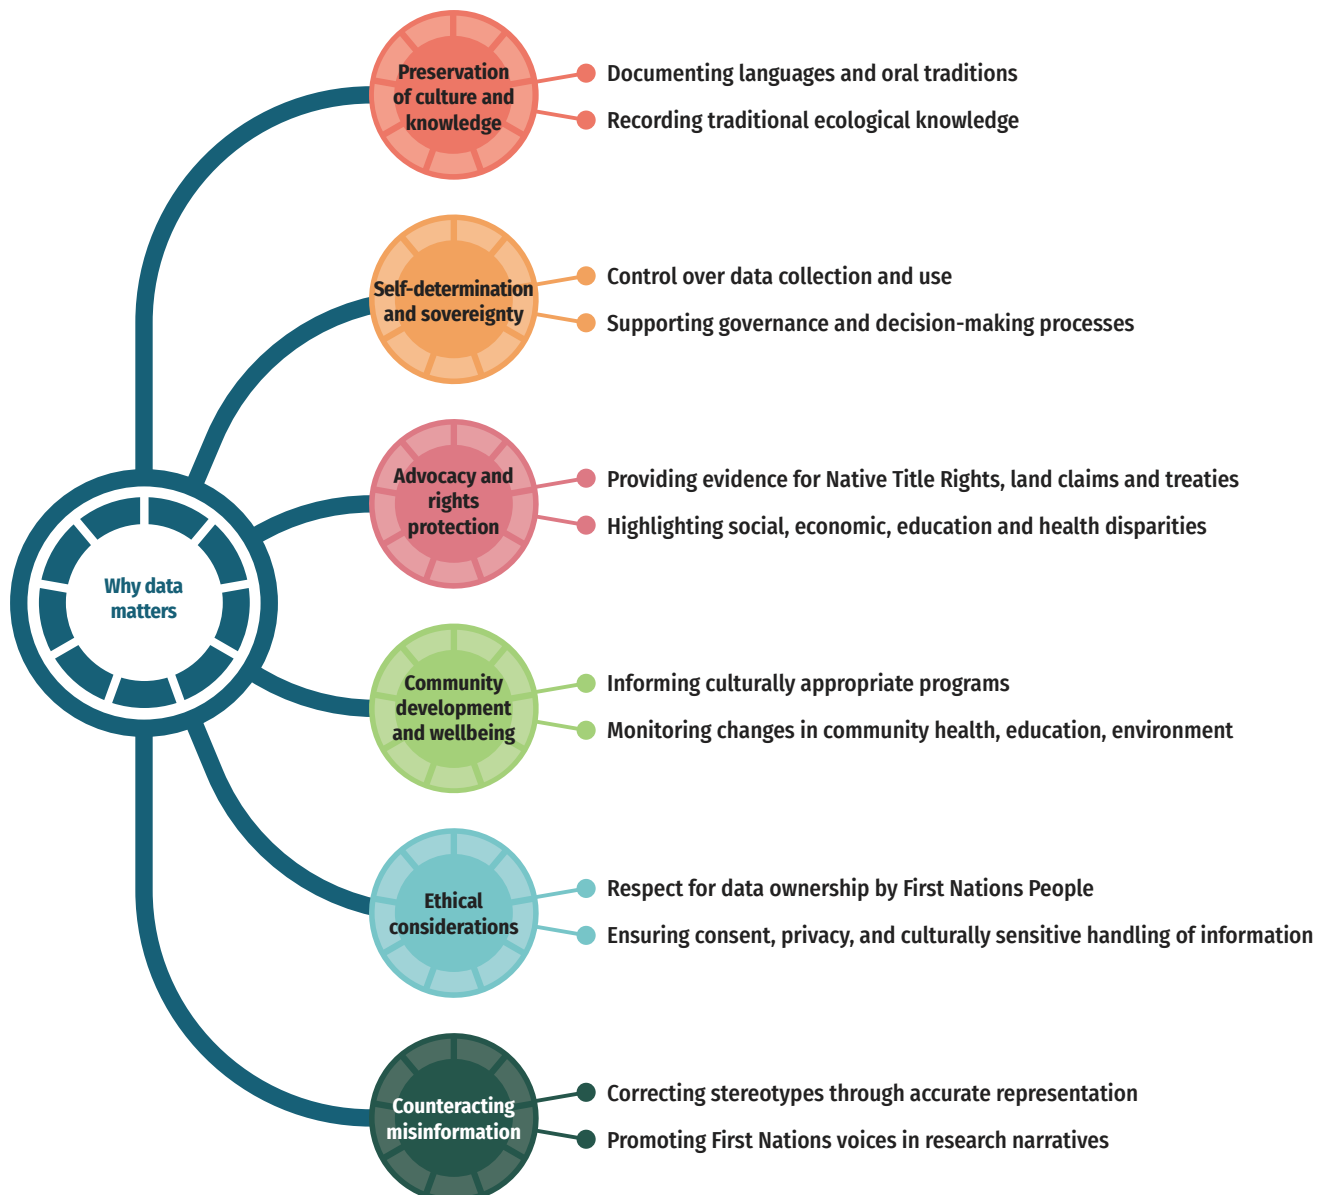 Preservation
of culture and
knowledge
Documenting languages and oral traditions
Recording traditional ecological knowledge
Self-determination
and sovereignty
Control over data collection and use
Supporting governance and decision-making processes
Advocacy and
rights
protection
Providing evidence for Native Title Rights, land claims and treaties
Highlighting social, economic, education and health disparities
Why data
matters
Community
development
and wellbeing
Informing culturally appropriate programs
Monitoring changes in community health, education, environment
Ethical
considerations
Respect for data ownership by First Nations People
Ensuring consent, privacy, and culturally sensitive handling of information
Counteracting
misinformation
Correcting stereotypes through accurate representation
Promoting First Nations voices in research narratives